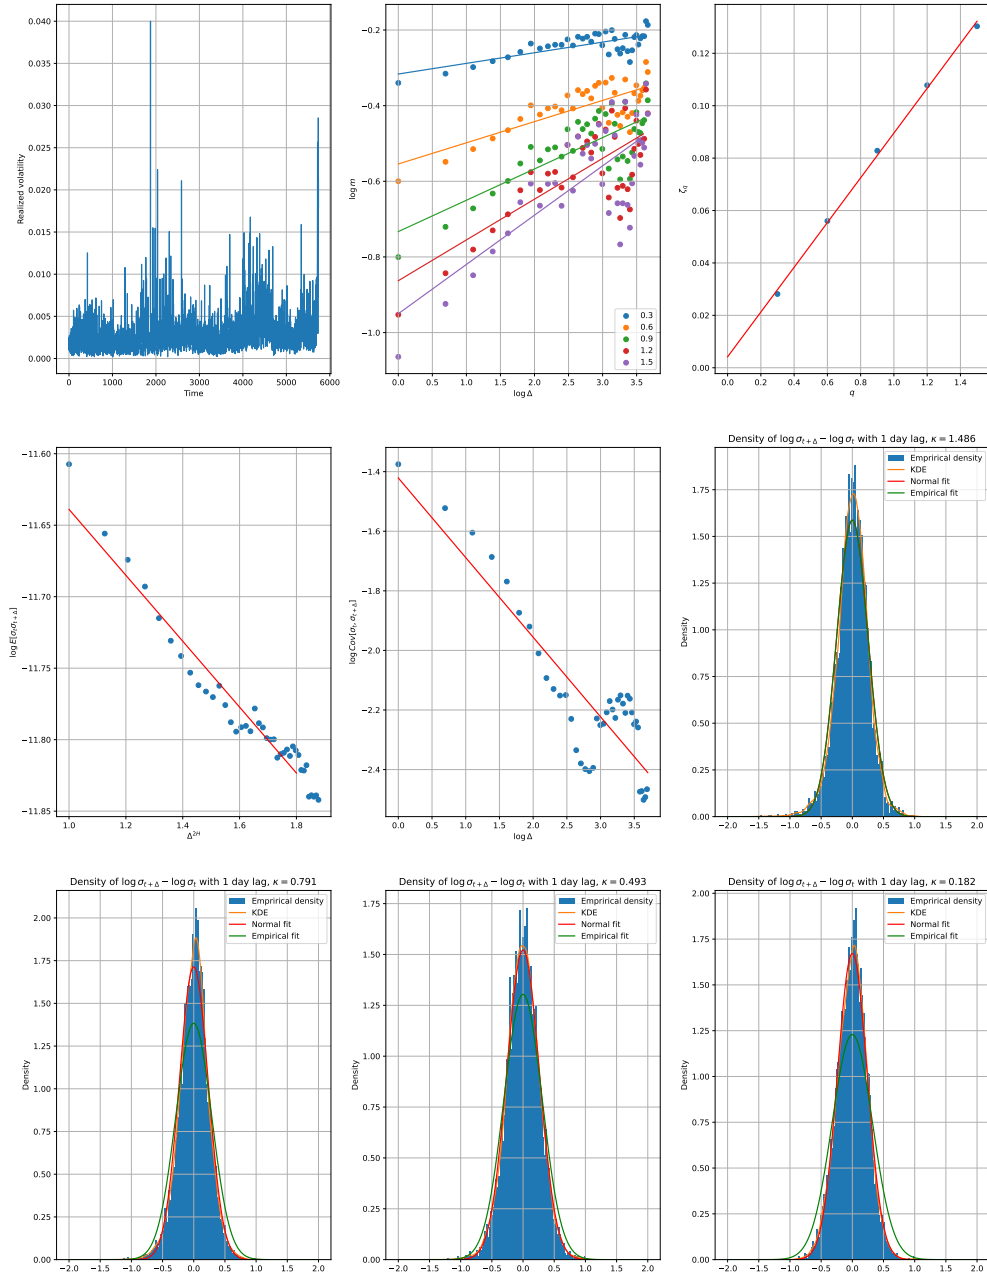 0.040
0.035
0.030
0.025
0.020
0.015
0.010
0.005
0.000
Realized volatility
0 1000 2000 3000 4000 5000 6000
Time
−0.2
−0.4
−0.6
−0.8
−1.0
log m
0.0 0.5 1.0 1.5 2.0 2.5 3.0 3.5
log Δ
0.3
0.6
0.9
1.2
1.5
0.12
0.10
0.08
0.06
0.04
0.02
0.00
ζq
0.0 0.2 0.4 0.6 0.8 1.0 1.2 1.4
q
−11.60
−11.65
−11.70
−11.75
−11.80
−11.85
log E[σtσt+Δ]
1.0 1.2 1.4 1.6 1.8
Δ^2H
−1.4
−1.6
−1.8
−2.0
−2.2
−2.4
log Cov[σt, σt+Δ]
0.0 0.5 1.0 1.5 2.0 2.5 3.0 3.5
log Δ
Density of log σt+Δ − log σt with 1 day lag, κ = 1.486
Emprirical density
KDE
Normal fit
Empirical fit
1.75
1.50
1.25
1.00
0.75
0.50
0.25
0.00
Density
−2.0 −1.5 −1.0 −0.5 0.0 0.5 1.0 1.5 2.0
Density of log σt+Δ − log σt with 1 day lag, κ = 0.791
Emprirical density
KDE
Normal fit
Empirical fit
2.00
1.75
1.50
1.25
1.00
0.75
0.50
0.25
0.00
Density
−2.0 −1.5 −1.0 −0.5 0.0 0.5 1.0 1.5 2.0
Density of log σt+Δ − log σt with 1 day lag, κ = 0.493
Emprirical density
KDE
Normal fit
Empirical fit
1.75
1.50
1.25
1.00
0.75
0.50
0.25
0.00
Density
−2.0 −1.5 −1.0 −0.5 0.0 0.5 1.0 1.5 2.0
Density of log σt+Δ − log σt with 1 day lag, κ = 0.182
Emprirical density
KDE
Normal fit
Empirical fit
2.00
1.75
1.50
1.25
1.00
0.75
0.50
0.25
0.00
Density
−2.0 −1.5 −1.0 −0.5 0.0 0.5 1.0 1.5 2.0